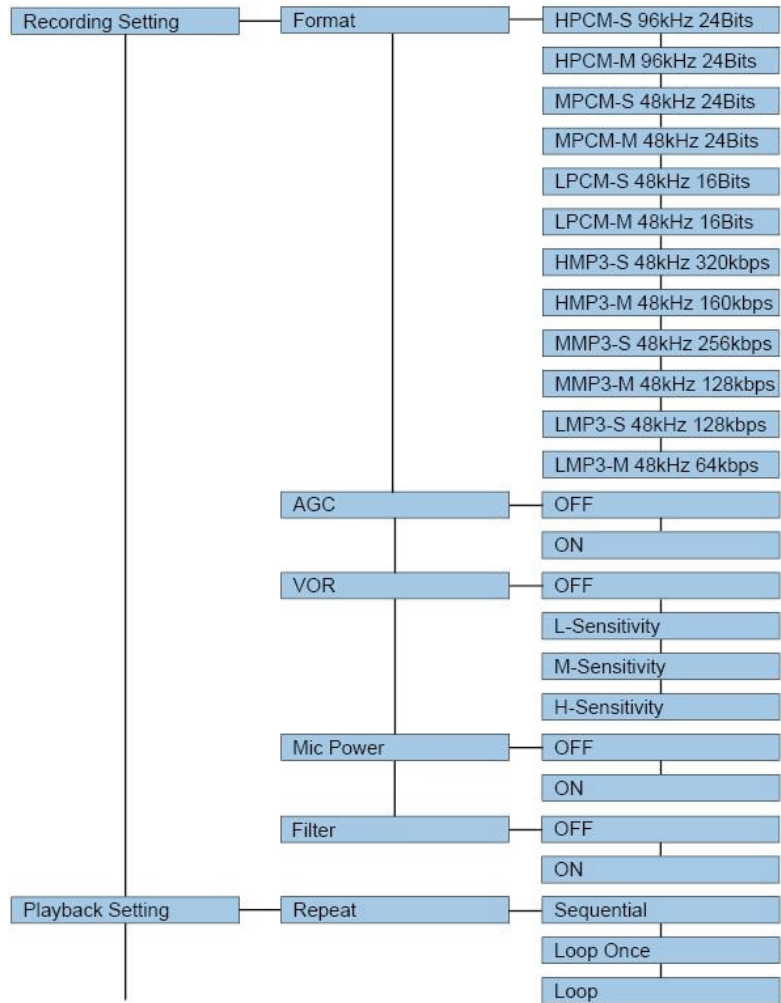 Recording Setting
Format
HPCM-S 96kHz 24Bits
HPCM-M 96kHz 24Bits
MPCM-S 48kHz 24Bits
MPCM-M 48kHz 24Bits
LPCM-S 48kHz 16Bits
LPCM-M 48kHz 16Bits
HMP3-S 48kHz 320kbps
HMP3-M 48kHz 160kbps
MMP3-S 48kHz 256kbps
MMP3-M 48kHz 128kbps
LMP3-S 48kHz 128kbps
LMP3-M 48kHz 64kbps
AGC
OFF
ON
VOR
OFF
L-Sensitivity
M-Sensitivity
H-Sensitivity
Mic Power
OFF
ON
Filter
OFF
ON
Playback Setting
Repeat
Sequential
Loop Once
Loop